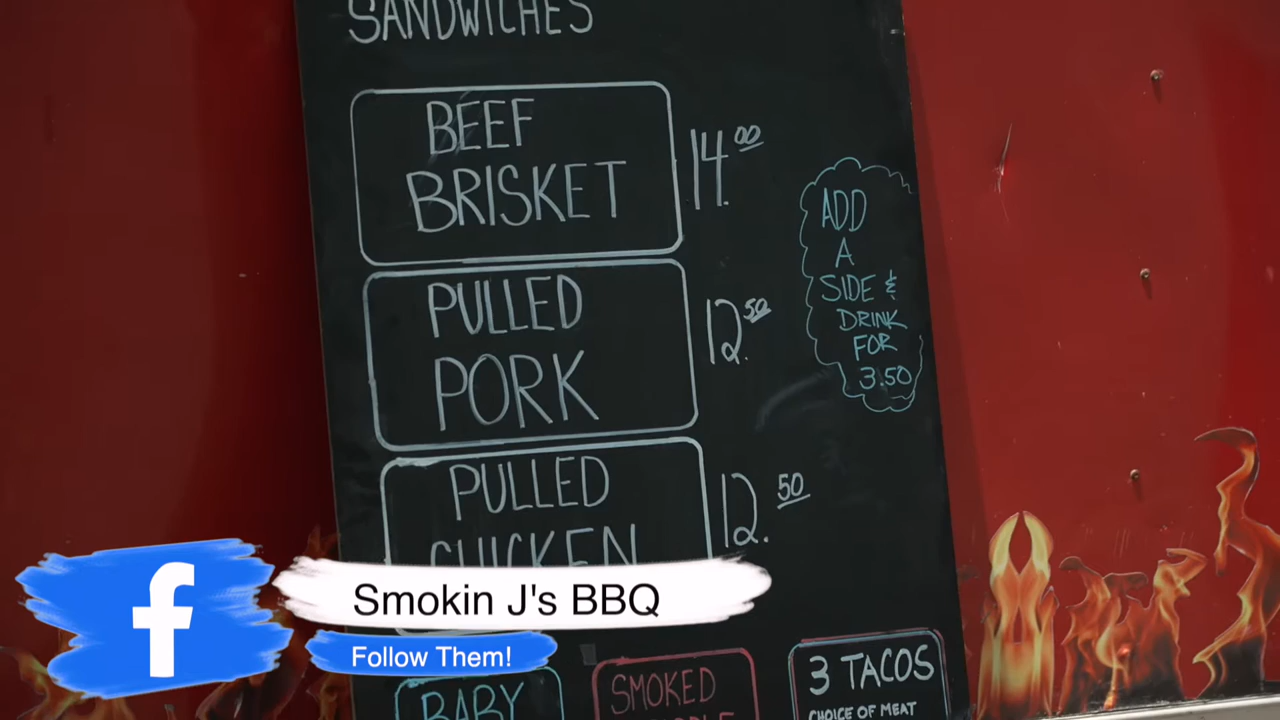 SANDWICHES
BEEF
BRISKET
14.00
PULLED
PORK
12.50
PULLED
CHICKEN
12.50
ADD
A
SIDE &
DRINK
FOR
3.50
Smokin J's BBQ
Follow Them!
BABY
SMOKED
3 TACOS
CHOICE OF MEAT